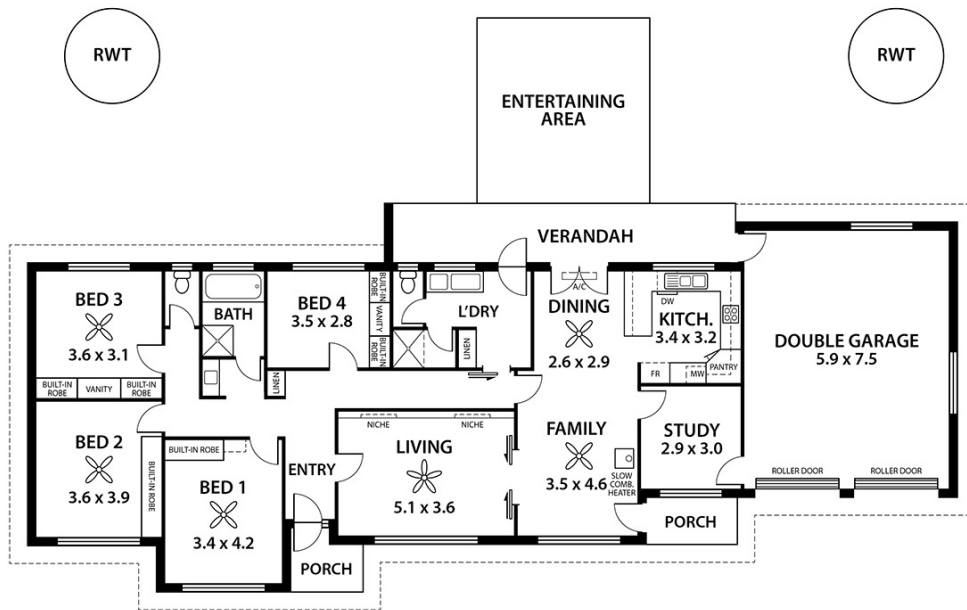 RWT
RWT
ENTERTAINING
AREA
VERANDAH
A/C
BED 3
3.6 x 3.1
BUILT-IN
ROBE
VANITY
BUILT-IN
ROBE
BATH
BED 4
3.5 x 2.8
BUILT-IN
ROBE
VANITY
BUILT-IN
ROBE
L'DRY
LINEN
LINEN
DINING
2.6 x 2.9
DW
KITCH.
3.4 x 3.2
FR
MW
PANTRY
DOUBLE GARAGE
5.9 x 7.5
ROLLER DOOR
ROLLER DOOR
BED 2
3.6 x 3.9
BUILT-IN ROBE
BUILT-IN ROBE
BED 1
3.4 x 4.2
ENTRY
NICHE
NICHE
LIVING
5.1 x 3.6
FAMILY
3.5 x 4.6
SLOW
COMB.
HEATER
STUDY
2.9 x 3.0
PORCH
PORCH